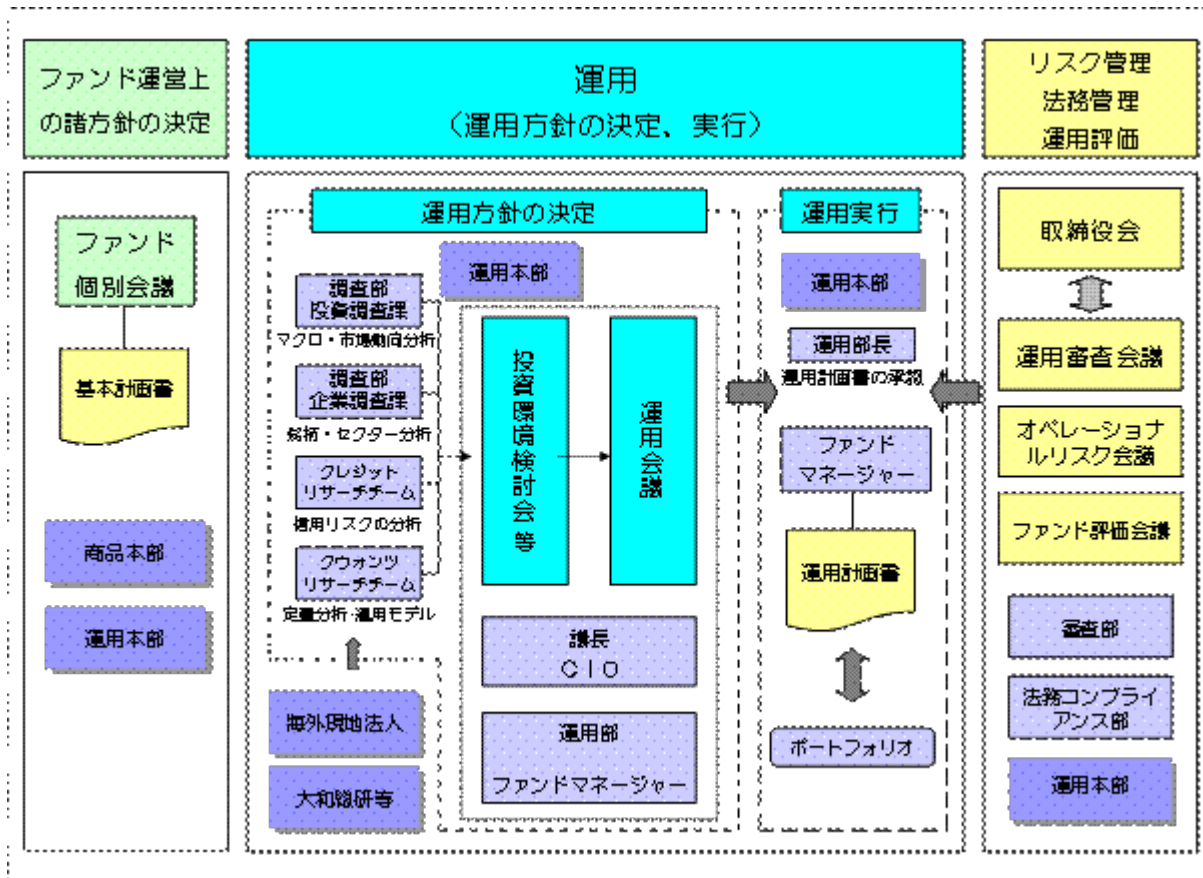 ファンド運営上
の諸方針の決定
運用
(運用方針の決定、実行)
リスク管理
法務管理
運用評価
ファンド
個別会議
基本計画書
商品本部
運用本部
運用方針の決定
運用本部
調査部
投資調査課
マクロ・市場動向分析
調査部
企業調査課
銘柄・セクター分析
クレジット
リサーチチーム
信用リスクの分析
クウォンツ
リサーチチーム
定量分析・運用モデル
海外現地法人
大和総研等
投資環境検討会等
運用会議
議長
CIO
運用部
ファンドマネージャー
運用実行
運用本部
運用部長
運用計画書の承認
ファンド
マネージャー
運用計画書
ポートフォリオ
取締役会
運用審査会議
オペレーショナ
ルリスク会議
ファンド評価会議
審査部
法務コンプライ
アンス部
運用本部